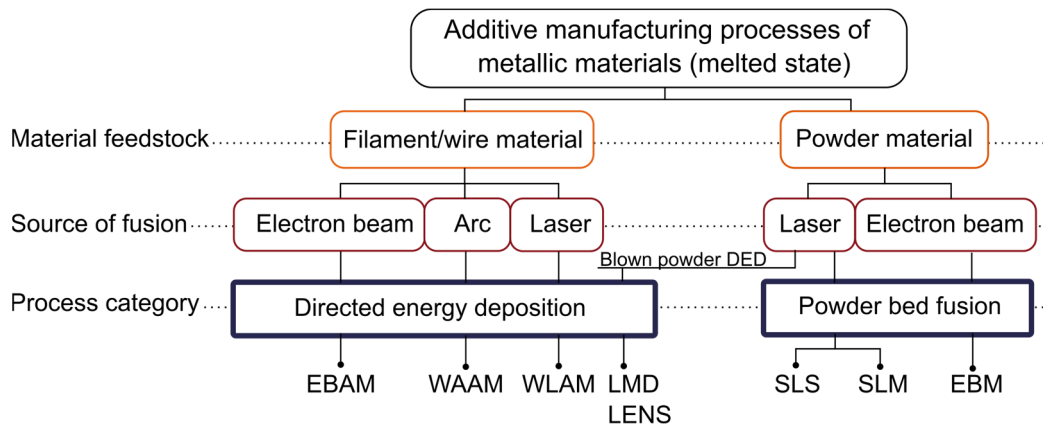 Additive manufacturing processes of
metallic materials (melted state)
Material feedstock
Filament/wire material
Powder material
Source of fusion
Electron beam
Arc
Laser
Laser
Electron beam
Blown powder DED
Process category
Directed energy deposition
Powder bed fusion
EBAM
WAAM
WLAM
LMD
LENS
SLS
SLM
EBM